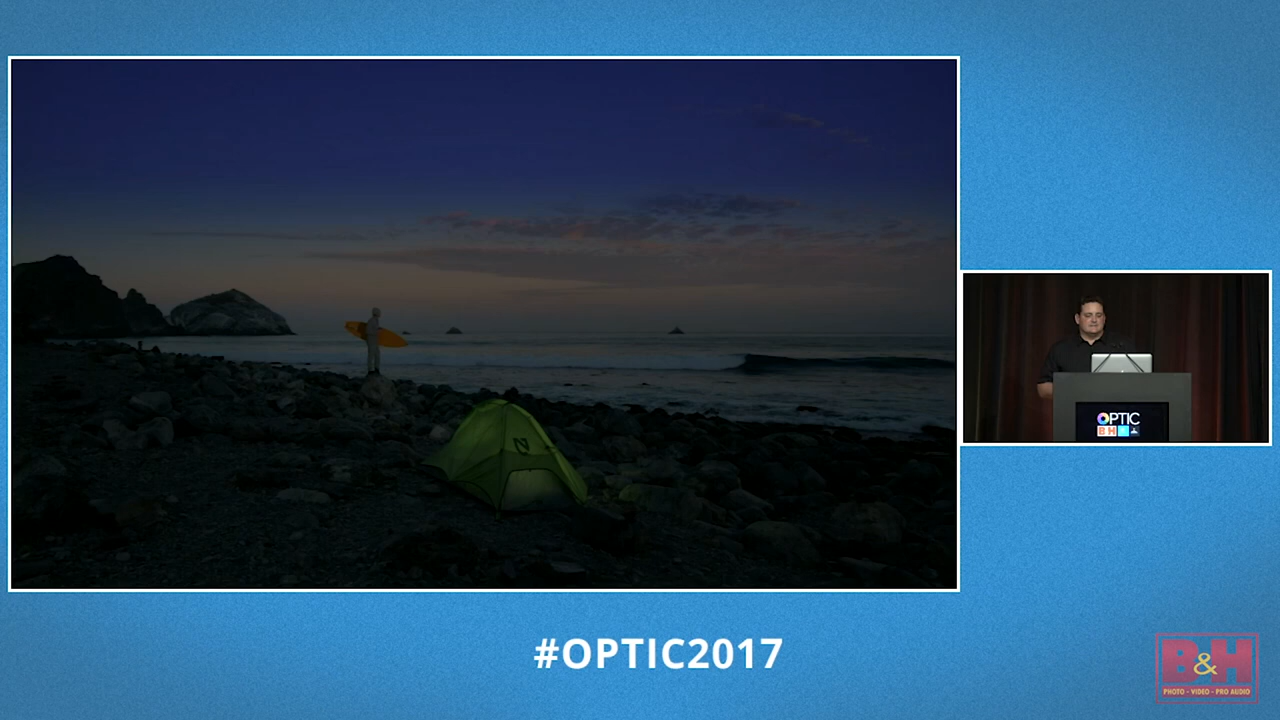 OPTIC
B H
#OPTIC2017
B&H
PHOTO - VIDEO - PRO AUDIO